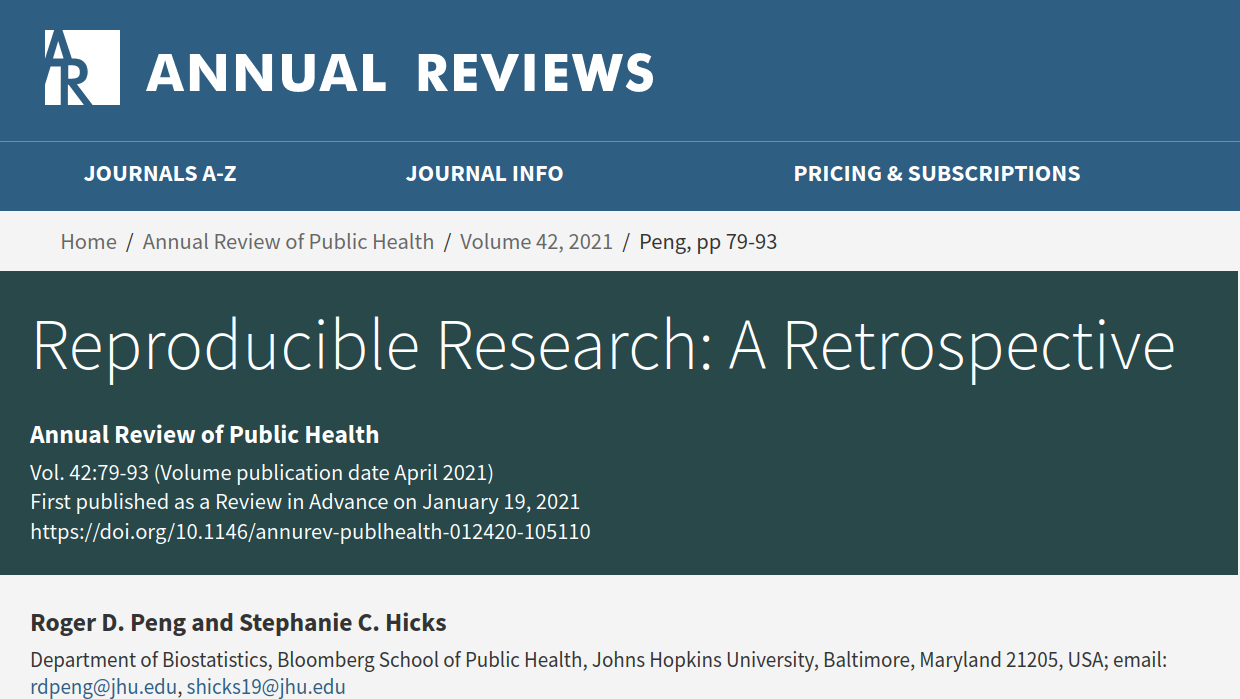 AR
ANNUAL REVIEWS
JOURNALS A-Z JOURNAL INFO PRICING & SUBSCRIPTIONS
Home / Annual Review of Public Health / Volume 42, 2021 / Peng, pp 79-93
Reproducible Research: A Retrospective
Annual Review of Public Health
Vol. 42:79-93 (Volume publication date April 2021)
First published as a Review in Advance on January 19, 2021
https://doi.org/10.1146/annurev-publhealth-012420-105110
Roger D. Peng and Stephanie C. Hicks
Department of Biostatistics, Bloomberg School of Public Health, Johns Hopkins University, Baltimore, Maryland 21205, USA; email:
rdpeng@jhu.edu, shicks19@jhu.edu